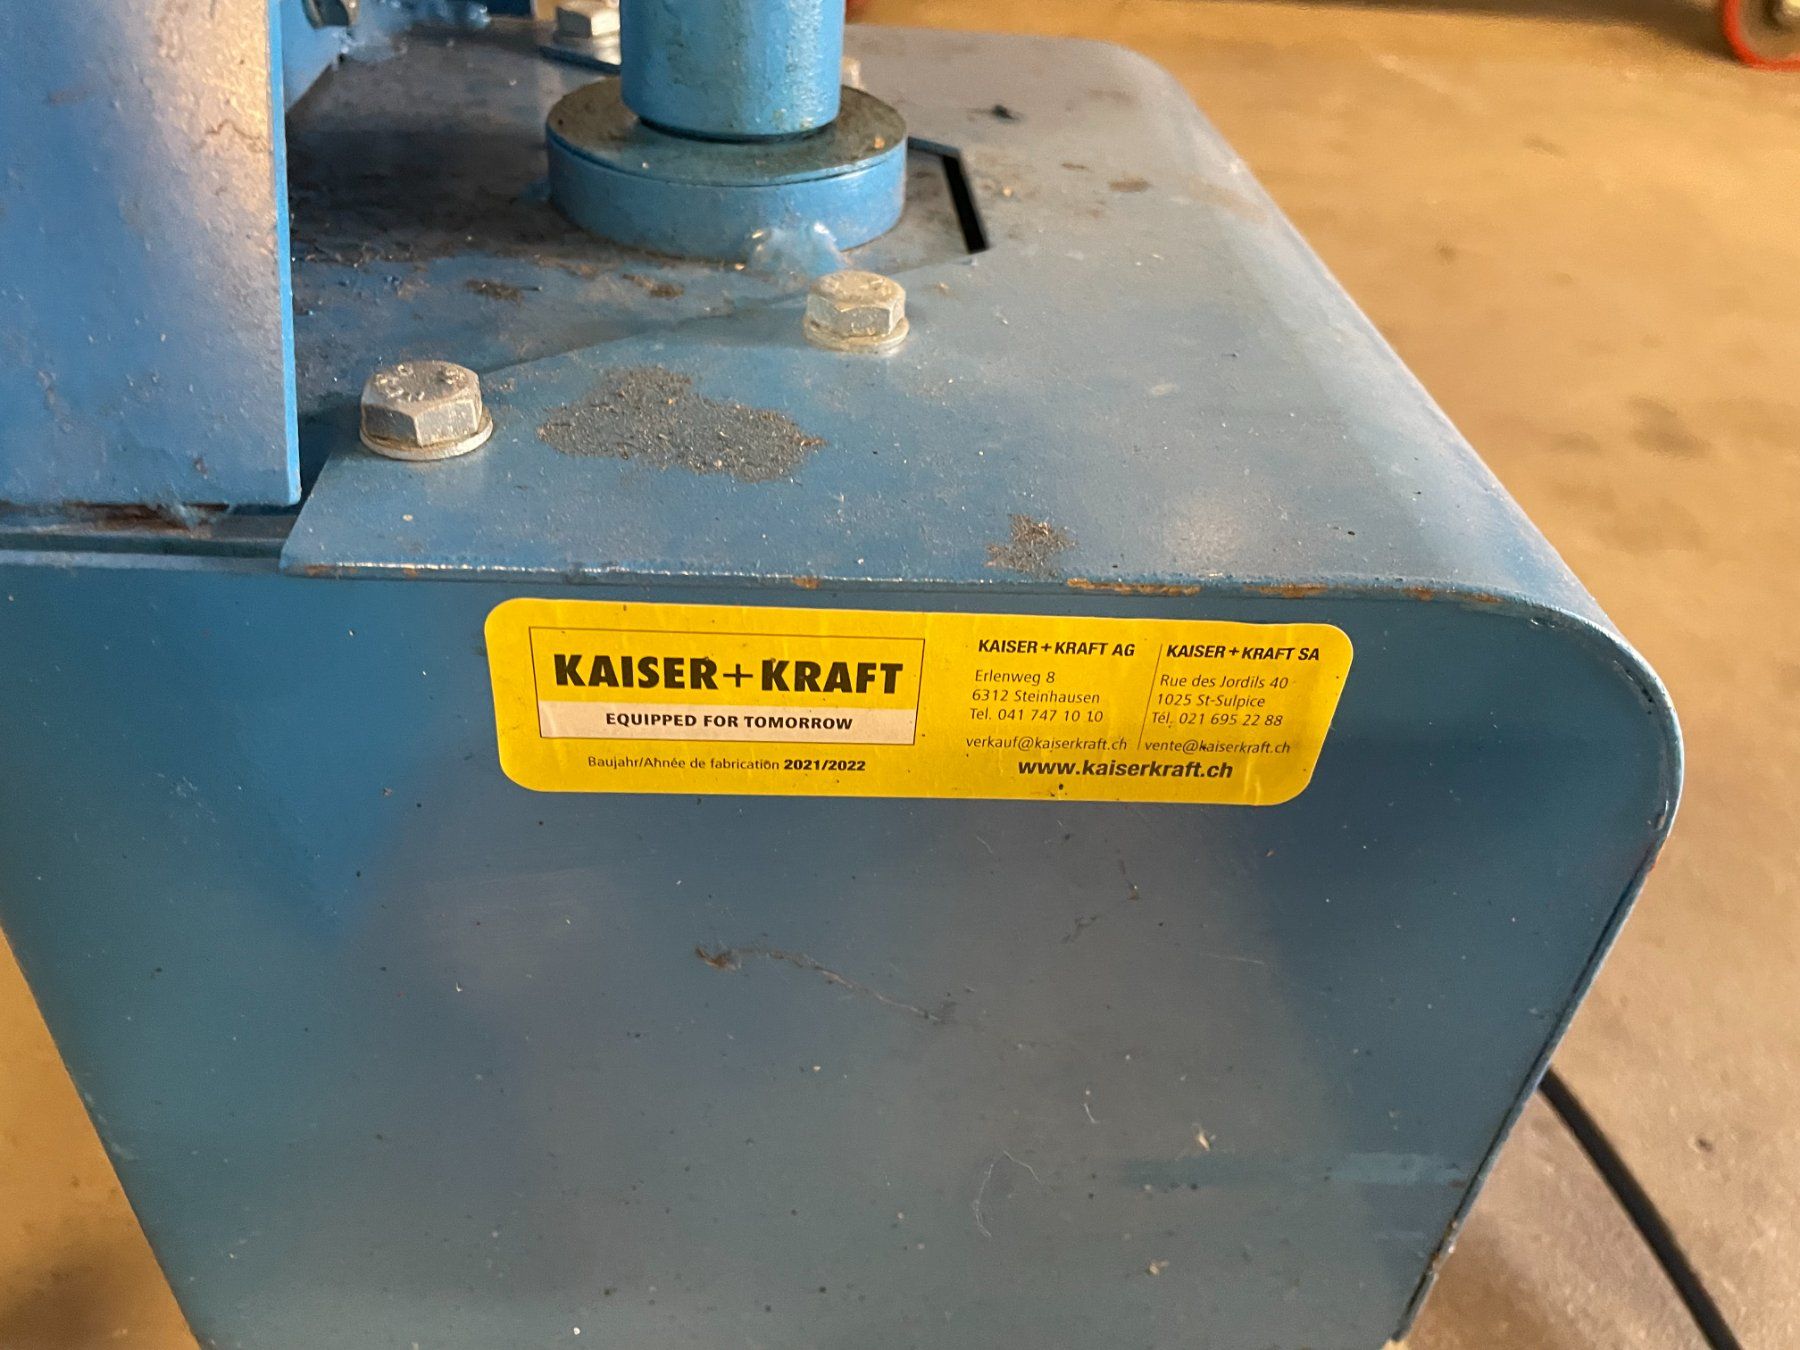 KAISER+KRAFT
EQUIPPED FOR TOMORROW
Baujahr/Année de fabrication 2021/2022
KAISER+KRAFT AG
Erlenweg 8
6312 Steinhausen
Tel. 041 747 10 10
verkauf@kaiserkraft.ch
KAISER+KRAFT SA
Rue des Jordils 40
1025 St-Sulpice
Tél. 021 695 22 88
vente@kaiserkraft.ch
www.kaiserkraft.ch